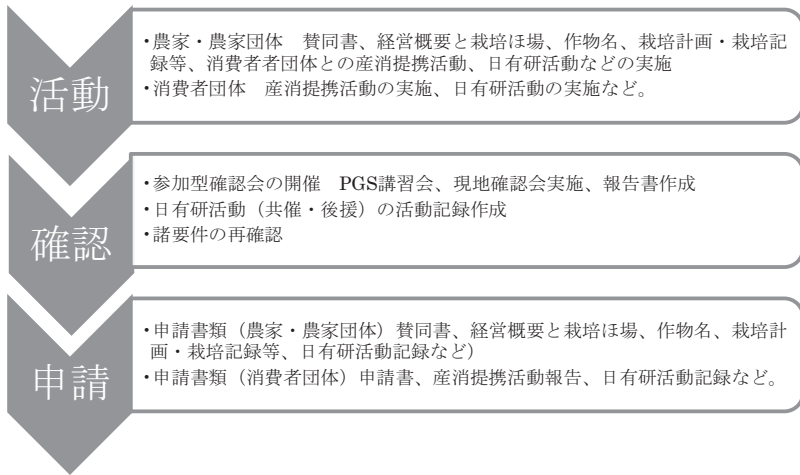 活動
・農家・農家団体　賛同書、経営概要と栽培ほ場、作物名、栽培計画・栽培記
録等、消費者者団体との産消提携活動、日有研活動などの実施
・消費者団体　産消提携活動の実施、日有研活動の実施など。
確認
・参加型確認会の開催　PGS講習会、現地確認会実施、報告書作成
・日有研活動（共催・後援）の活動記録作成
・諸要件の再確認
申請
・申請書類（農家・農家団体）賛同書、経営概要と栽培ほ場、作物名、栽培計
画・栽培記録等、日有研活動記録など）
・申請書類（消費者団体）申請書、産消提携活動報告、日有研活動記録など。